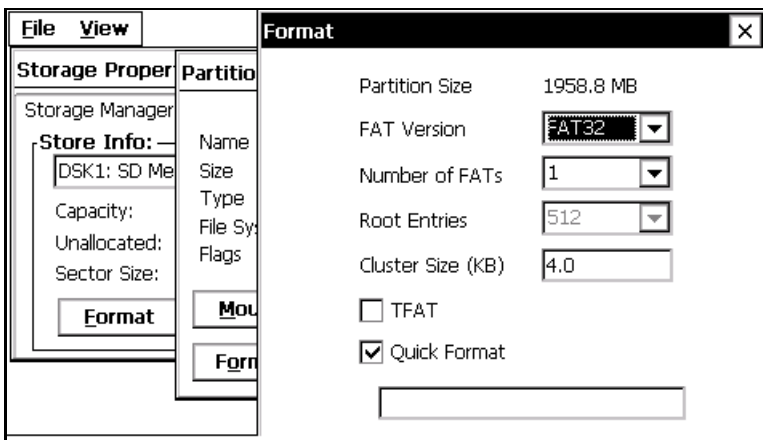 File View
Storage Proper
Storage Manager
Store Info:
DSK1: SD Me
Capacity:
Unallocated:
Sector Size:
Format
Partitio
Name
Size
Type
File Sy
Flags
Mou
Form
Format
Partition Size 1958.8 MB
FAT Version FAT32
Number of FATs 1
Root Entries 512
Cluster Size (KB) 4.0
TFAT
Quick Format